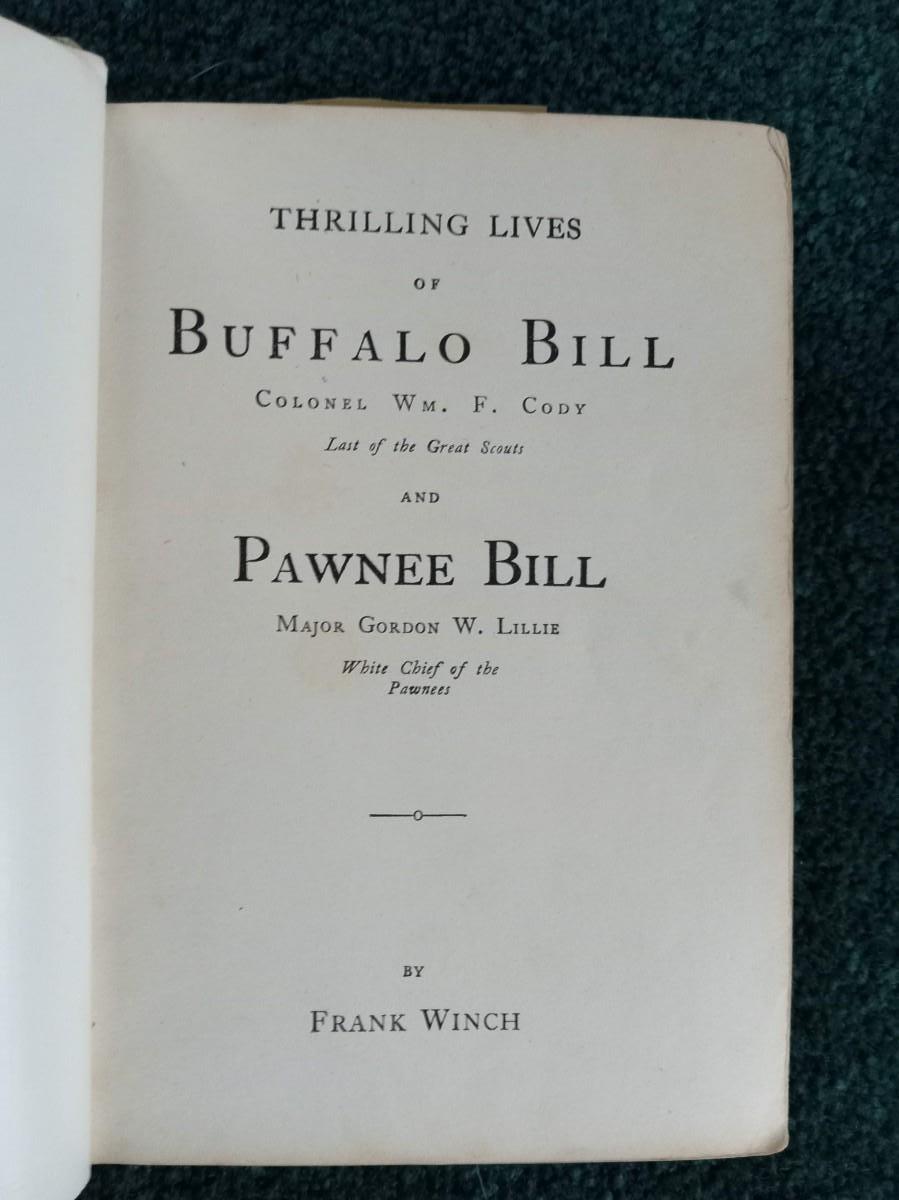 THRILLING LIVES
OF
BUFFALO BILL
COLONEL WM. F. CODY
Last of the Great Scouts
AND
PAWNEE BILL
MAJOR GORDON W. LILLIE
White Chief of the
Pawnees
BY
FRANK WINCH